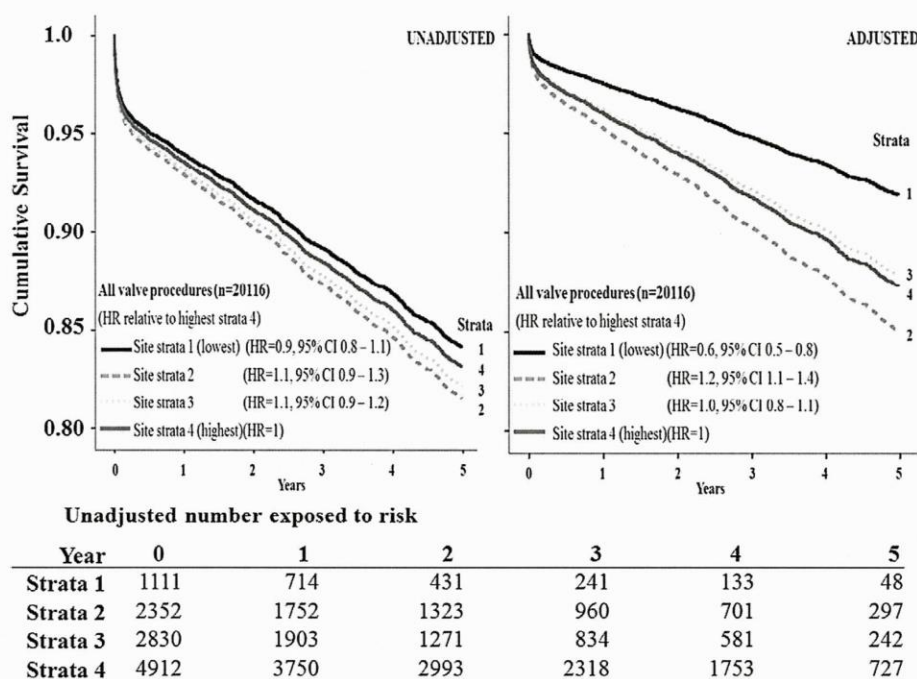 UNADJUSTED
Cumulative Survival
1.0
0.95
0.90
0.85
0.80
All valve procedures (n=20116)
(HR relative to highest strata 4)
Site strata 1 (lowest) (HR=0.9, 95% CI 0.8 – 1.1)
Site strata 2 (HR=1.1, 95% CI 0.9 – 1.3)
Site strata 3 (HR=1.1, 95% CI 0.9 – 1.2)
Site strata 4 (highest)(HR=1)
Strata
1
4
3
2
0 1 2 3 4 5
Years
ADJUSTED
Strata
1
3
4
2
All valve procedures (n=20116)
(HR relative to highest strata 4)
Site strata 1 (lowest) (HR=0.6, 95% CI 0.5 – 0.8)
Site strata 2 (HR=1.2, 95% CI 1.1 – 1.4)
Site strata 3 (HR=1.0, 95% CI 0.8 – 1.1)
Site strata 4 (highest)(HR=1)
0 1 2 3 4 5
Years
Unadjusted number exposed to risk
Year 0 1 2 3 4 5
Strata 1 1111 714 431 241 133 48
Strata 2 2352 1752 1323 960 701 297
Strata 3 2830 1903 1271 834 581 242
Strata 4 4912 3750 2993 2318 1753 727